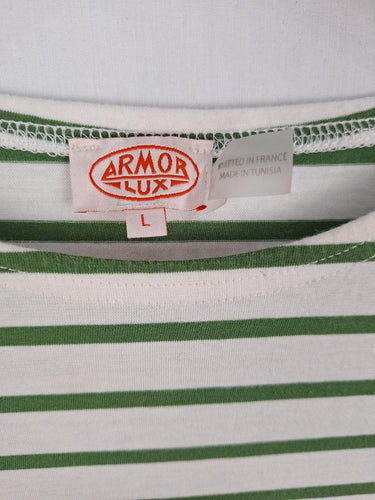 ARMOR
LUX
L
KNITTED IN FRANCE
MADE IN TUNISIA